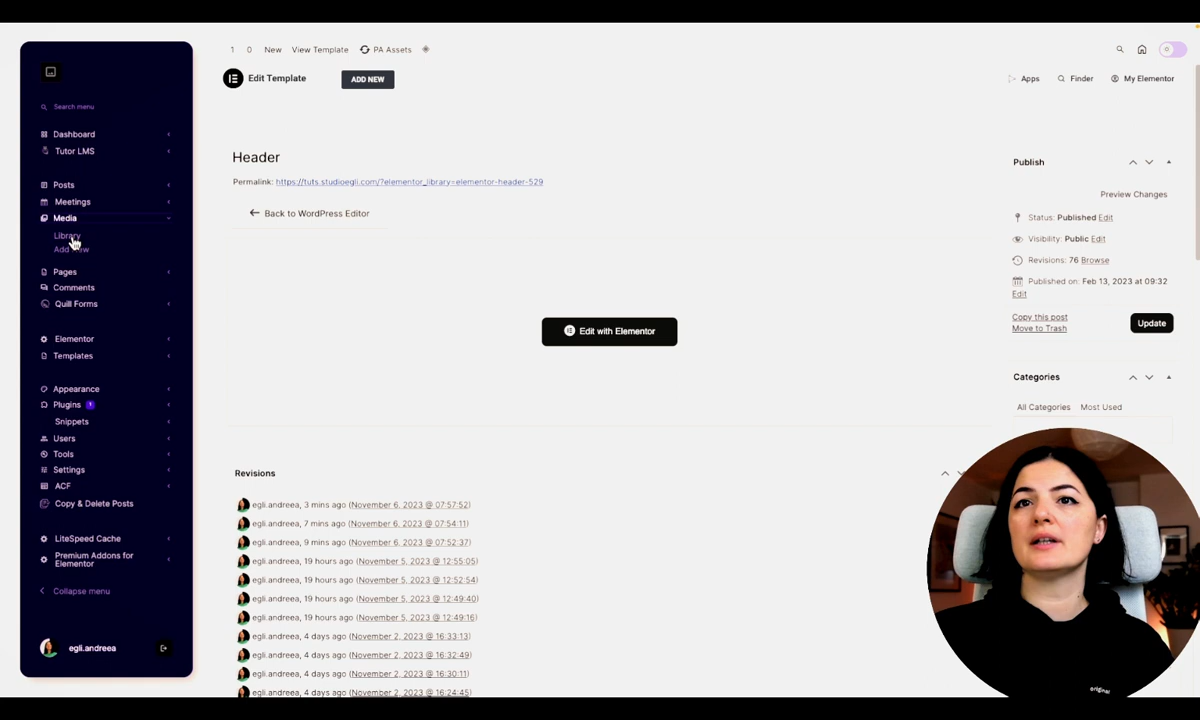 1 0 New View Template PA Assets
Edit Template ADD NEW
Apps Finder My Elementor
Search menu
Dashboard
Tutor LMS
Posts
Meetings
Media
Library
Add New
Pages
Comments
Quill Forms
Elementor
Templates
Appearance
Plugins 1
Snippets
Users
Tools
Settings
ACF
Copy & Delete Posts
LiteSpeed Cache
Premium Addons for
Elementor
Collapse menu
egli.andreea
Header
Permalink: https://tuts.studioegli.com/?elementor_library=elementor-header-529
Back to WordPress Editor
Edit with Elementor
Revisions
egli.andreea, 3 mins ago (November 6, 2023 @ 07:57:52)
egli.andreea, 7 mins ago (November 6, 2023 @ 07:54:11)
egli.andreea, 9 mins ago (November 6, 2023 @ 07:52:37)
egli.andreea, 19 hours ago (November 5, 2023 @ 12:55:05)
egli.andreea, 19 hours ago (November 5, 2023 @ 12:52:54)
egli.andreea, 19 hours ago (November 5, 2023 @ 12:49:40)
egli.andreea, 19 hours ago (November 5, 2023 @ 12:49:16)
egli.andreea, 4 days ago (November 2, 2023 @ 16:33:13)
egli.andreea, 4 days ago (November 2, 2023 @ 16:32:49)
egli.andreea, 4 days ago (November 2, 2023 @ 16:30:11)
egli.andreea, 4 days ago (November 2, 2023 @ 16:24:45)
Publish
Preview Changes
Status: Published Edit
Visibility: Public Edit
Revisions: 76 Browse
Published on: Feb 13, 2023 at 09:32
Edit
Copy this post
Move to Trash
Update
Categories
All Categories Most Used
original